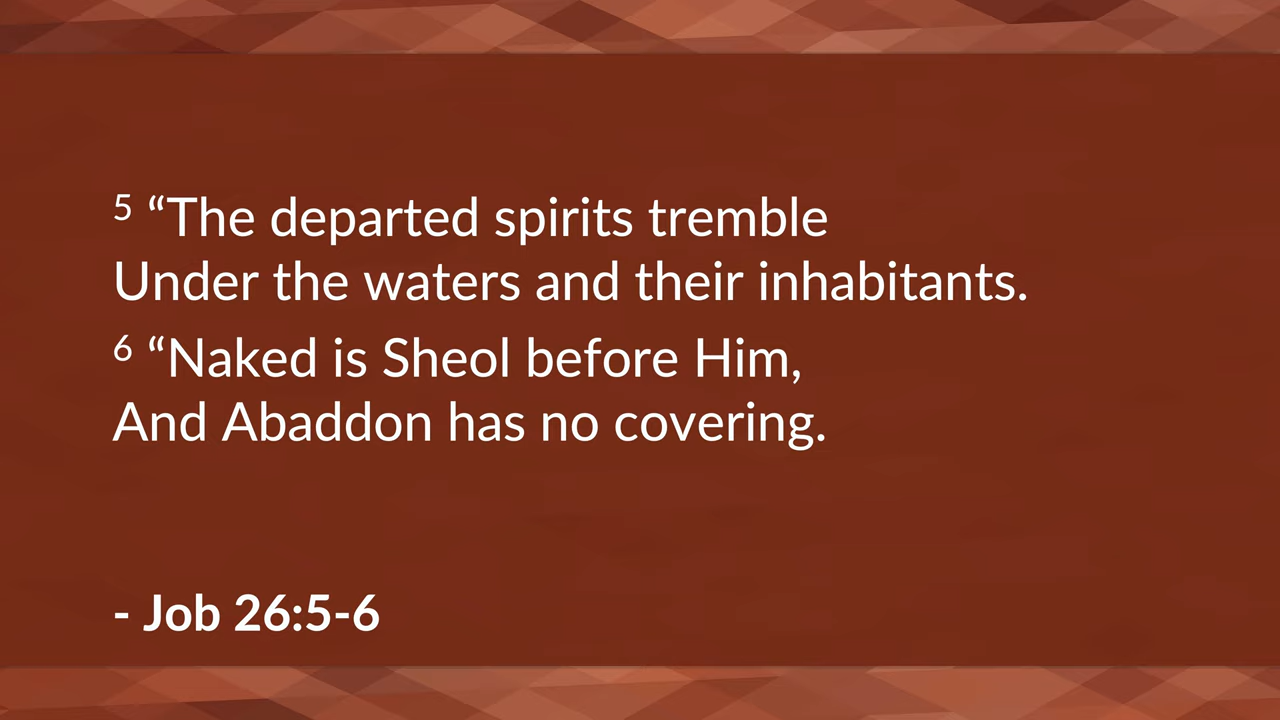 5 “The departed spirits tremble
Under the waters and their inhabitants.
6 “Naked is Sheol before Him,
And Abaddon has no covering.
- Job 26:5-6